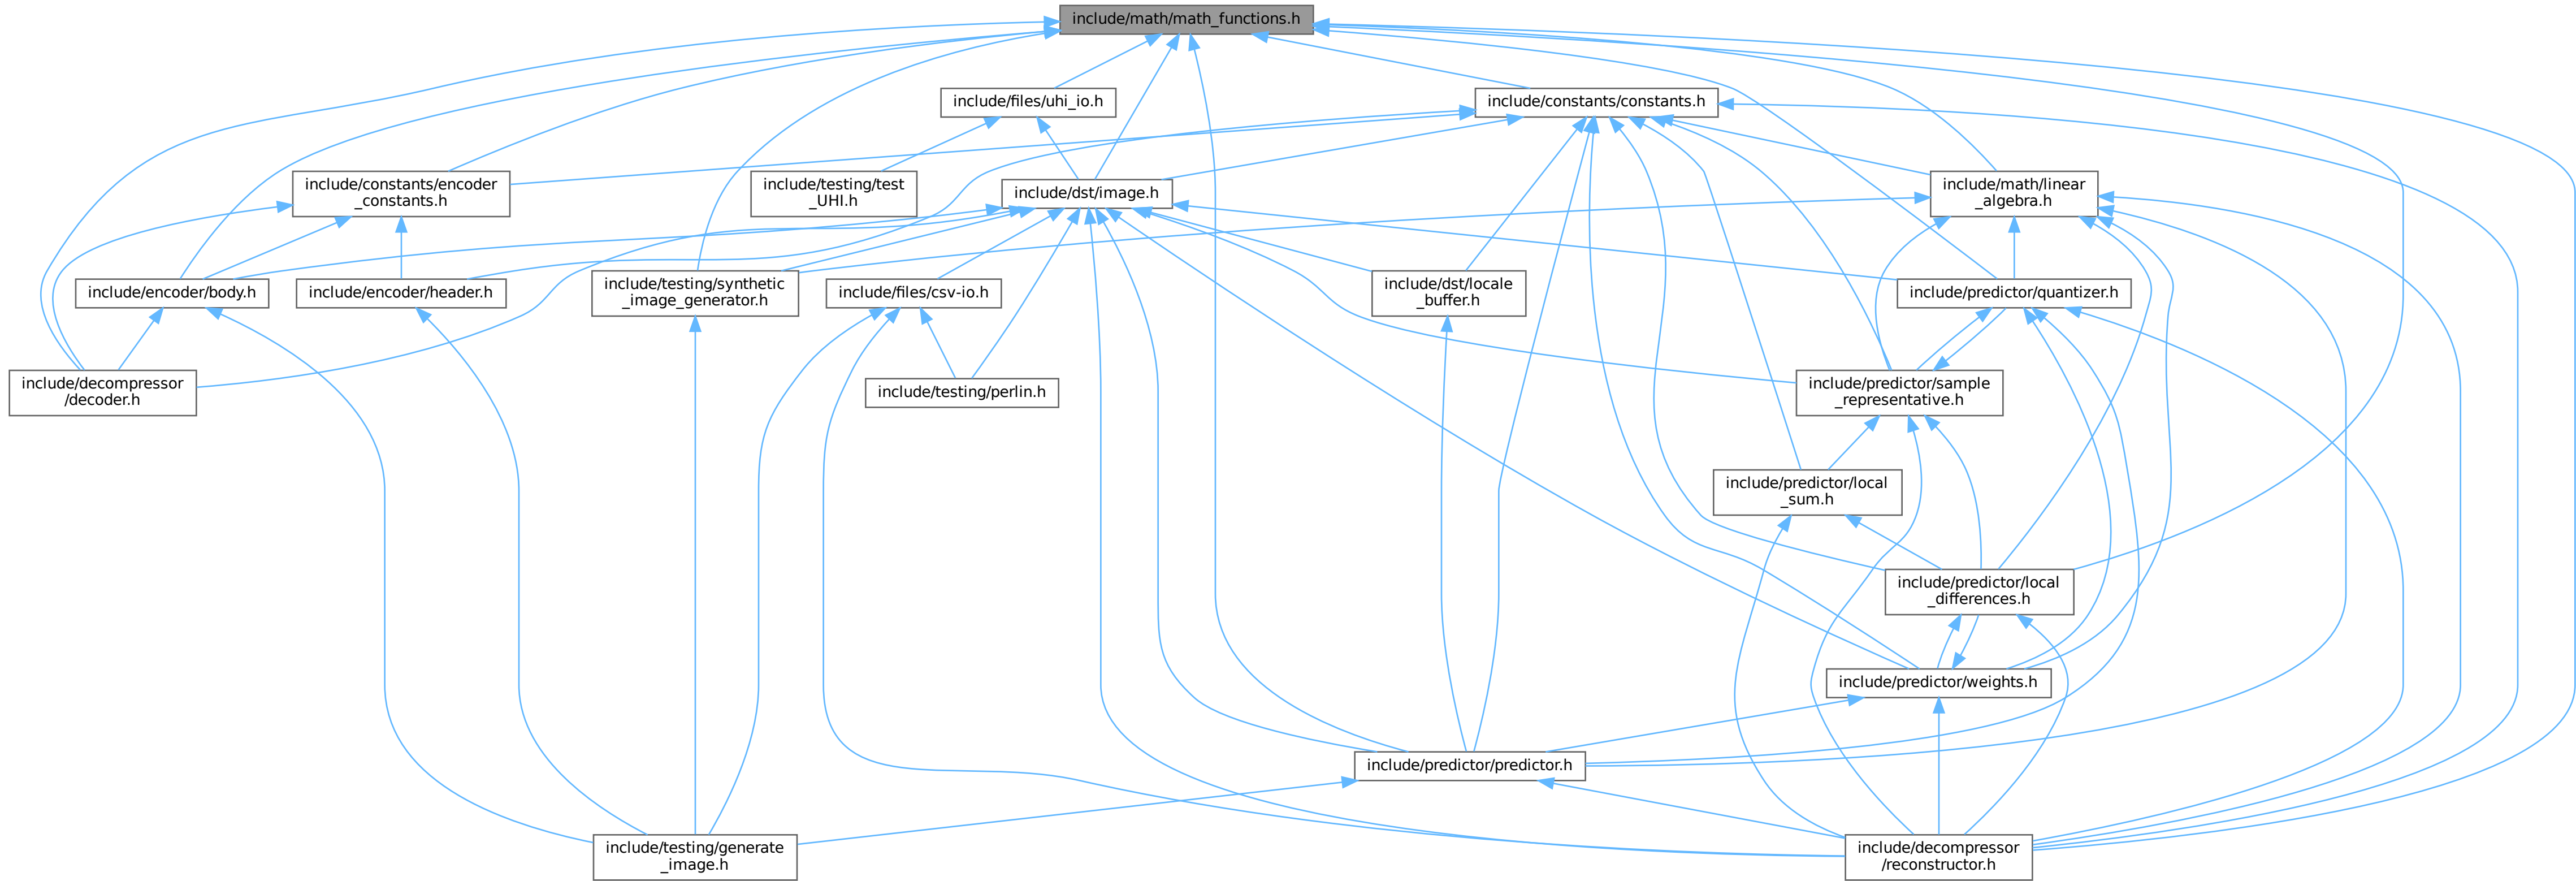 include/math/math_functions.h
include/files/uhi_io.h
include/constants/constants.h
include/constants/encoder
_constants.h
include/testing/test
_UHI.h
include/dst/image.h
include/math/linear
_algebra.h
include/encoder/body.h
include/encoder/header.h
include/testing/synthetic
_image_generator.h
include/files/csv-io.h
include/dst/locale
_buffer.h
include/predictor/quantizer.h
include/decompressor
/decoder.h
include/testing/perlin.h
include/predictor/sample
_representative.h
include/predictor/local
_sum.h
include/predictor/local
_differences.h
include/predictor/weights.h
include/predictor/predictor.h
include/testing/generate
_image.h
include/decompressor
/reconstructor.h